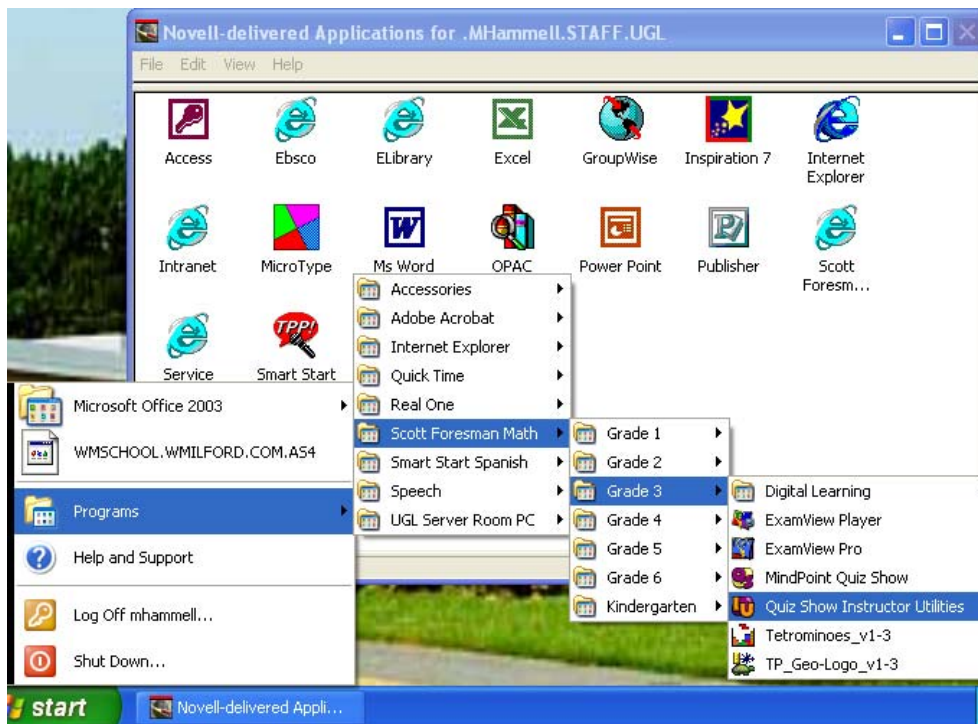 Novell-delivered Applications for .MHammell.STAFF.UGL
File Edit View Help
Access Ebsco ELibrary Excel GroupWise Inspiration 7 Internet Explorer
Intranet MicroType Ms Word OPAC Power Point Publisher Scott Foresm...
Service Smart Start
TPP!
Accessories
Adobe Acrobat
Internet Explorer
Quick Time
Real One
Scott Foresman Math
Smart Start Spanish
Speech
UGL Server Room PC
Microsoft Office 2003
WMSCHOOL.WMILFORD.COM.AS4
Programs
Help and Support
Log Off mhammell...
Shut Down...
Grade 1
Grade 2
Grade 3
Grade 4
Grade 5
Grade 6
Kindergarten
Digital Learning
ExamView Player
ExamView Pro
MindPoint Quiz Show
Quiz Show Instructor Utilities
Tetrominoes_v1-3
TP_Geo-Logo_v1-3
start
Novell-delivered Appli...